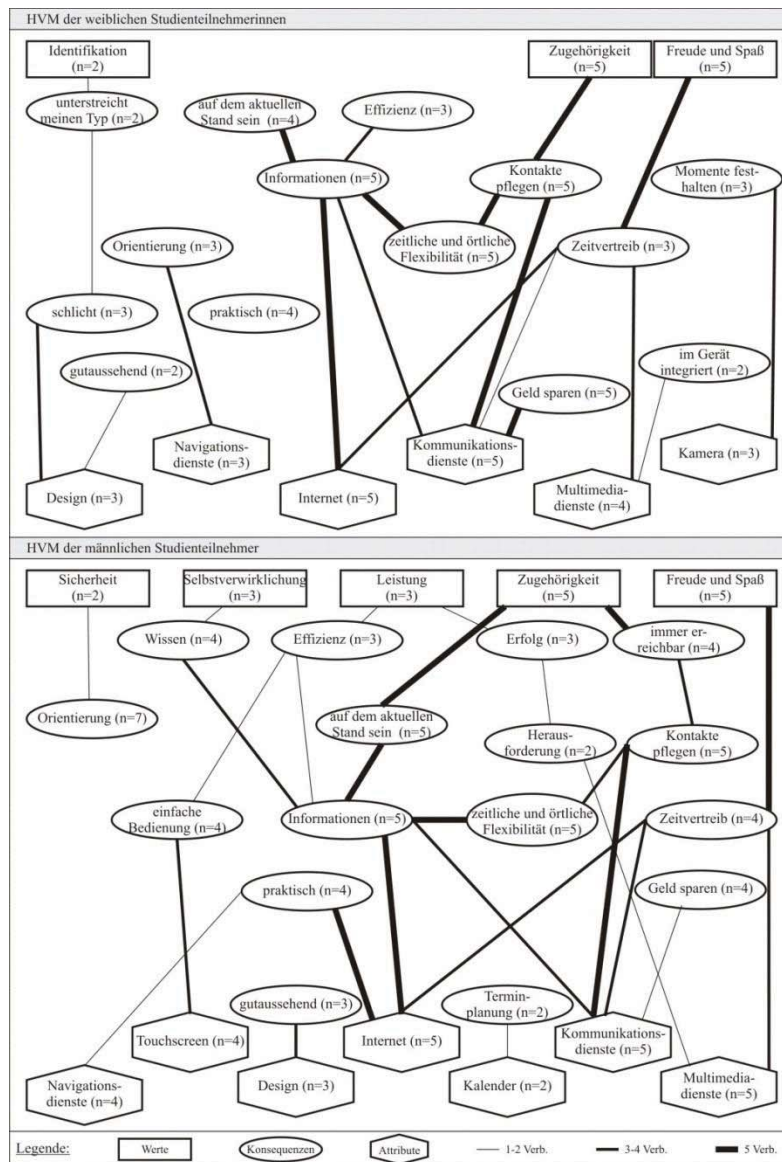 HVM der weiblichen Studienteilnehmerinnen
Identifikation
(n=2)
Zugehörigkeit
(n=5)
Freude und Spaß
(n=5)
unterstreicht
meinen Typ (n=2)
auf dem aktuellen
Stand sein (n=4)
Effizienz (n=3)
Informationen (n=5)
Kontakte
pflegen (n=5)
Momente fest-
halten (n=3)
Orientierung (n=3)
zeitliche und örtliche
Flexibilität (n=5)
Zeitvertreib (n=3)
schlicht (n=3)
praktisch (n=4)
gutaussehend (n=2)
im Gerät
integriert (n=2)
Geld sparen (n=5)
Navigations-
dienste (n=3)
Kommunikations-
dienste (n=5)
Kamera (n=3)
Design (n=3)
Internet (n=5)
Multimedia-
dienste (n=4)
HVM der männlichen Studienteilnehmer
Sicherheit
(n=2)
Selbstverwirklichung
(n=3)
Leistung
(n=3)
Zugehörigkeit
(n=5)
Freude und Spaß
(n=5)
Wissen (n=4)
Effizienz (n=3)
Erfolg (n=3)
immer er-
reichbar (n=4)
Orientierung (n=7)
auf dem aktuellen
Stand sein (n=5)
Heraus-
forderung (n=2)
Kontakte
pflegen (n=5)
einfache
Bedienung (n=4)
Informationen (n=5)
zeitliche und örtliche
Flexibilität (n=5)
Zeitvertreib (n=4)
praktisch (n=4)
Geld sparen (n=4)
gutaussehend (n=3)
Termin-
planung (n=2)
Touchscreen (n=4)
Internet (n=5)
Kommunikations-
dienste (n=5)
Navigations-
dienste (n=4)
Design (n=3)
Kalender (n=2)
Multimedia-
dienste (n=5)
Legende: Werte Konsequenzen Attribute 1-2 Verb. 3-4 Verb. 5 Verb.